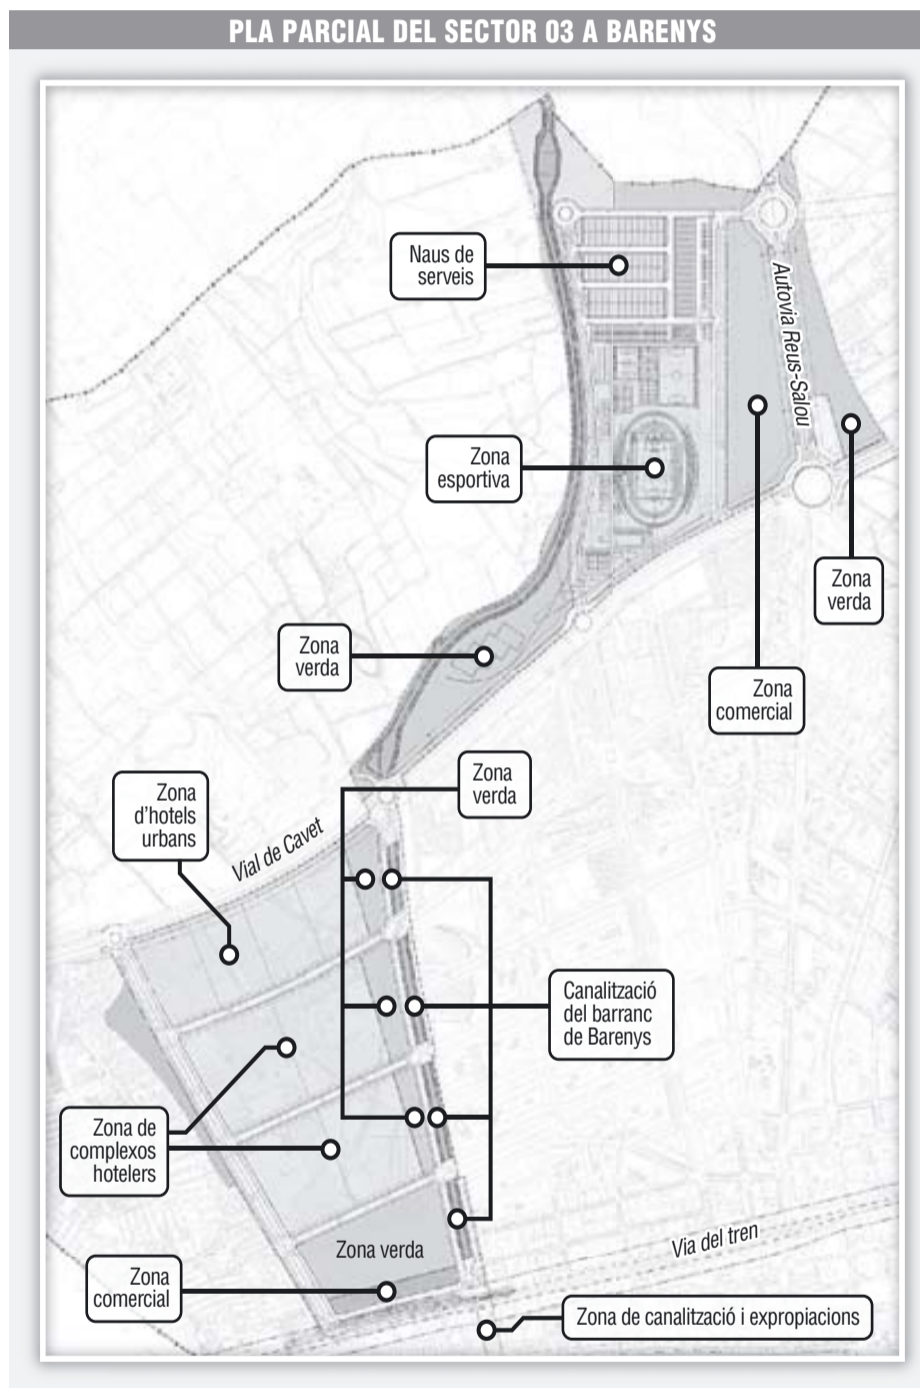 PLA PARCIAL DEL SECTOR 03 A BARENYS
Naus de
serveis
Autovia Reus-Salou
Zona
esportiva
Zona
verda
Zona
verda
Zona
comercial
Zona
verda
Zona
d'hotels
urbans
Vial de Cavet
Canalització
del barranc
de Barenys
Zona de
complexos
hotelers
Zona verda
Via del tren
Zona
comercial
Zona de canalització i expropiacions